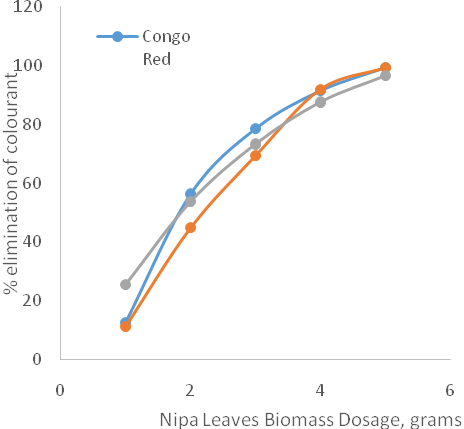 120
100
80
60
40
20
0
% elimination of colourant,
Congo
Red
0 2 4 6
Nipa Leaves Biomass Dosage, grams